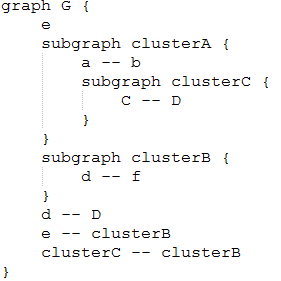 graph G {
    e
    subgraph clusterA {
        a -- b
        subgraph clusterC {
            C -- D
        }
    }
    subgraph clusterB {
        d -- f
    }
    d -- D
    e -- clusterB
    clusterC -- clusterB
}